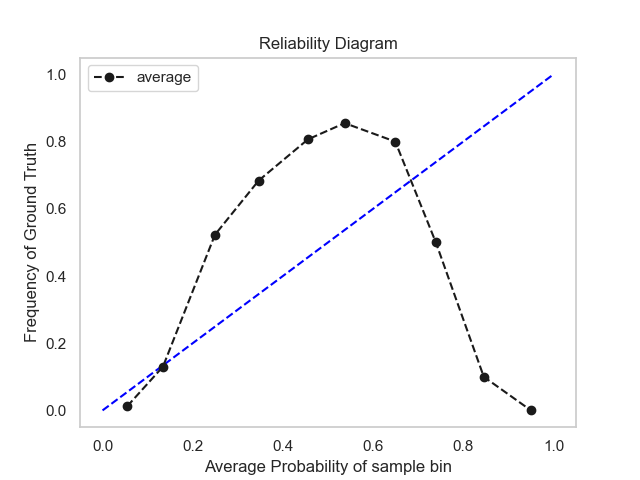 Reliability Diagram
average
1.0
0.8
0.6
0.4
0.2
0.0
Frequency of Ground Truth
0.0 0.2 0.4 0.6 0.8 1.0
Average Probability of sample bin